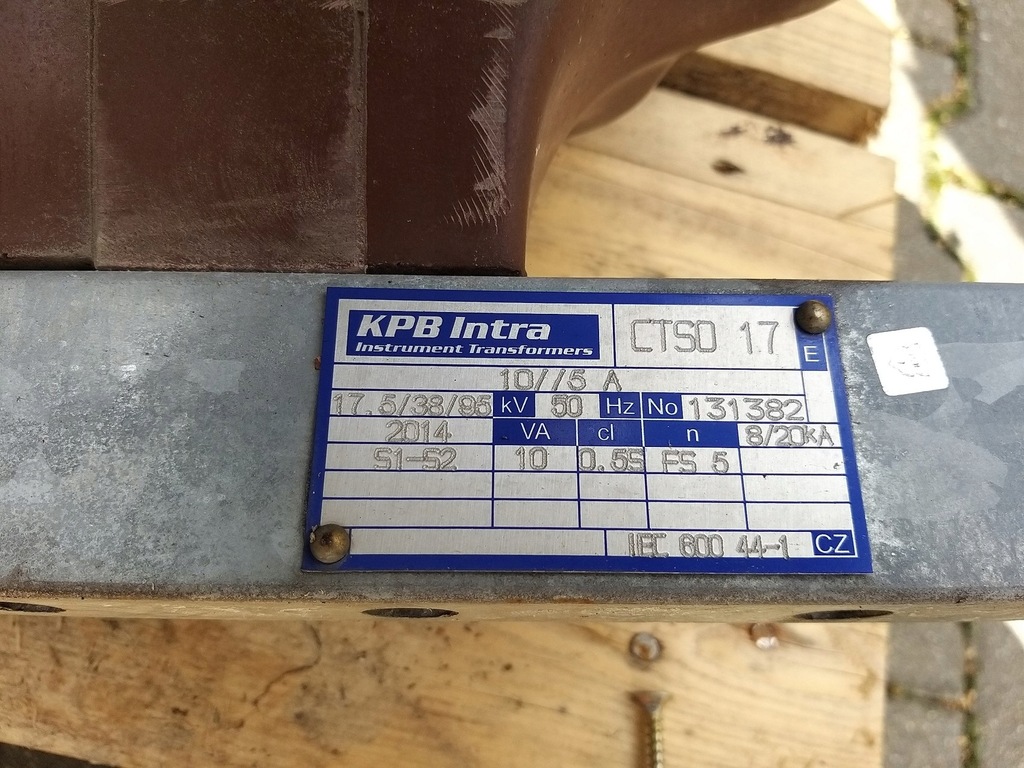 KPB Intra
Instrument Transformers
CTSO 17
E
10//5 A
17.5/38/95 kV 50 Hz No 131382
2014 VA cl n 8/20kA
S1-S2 10 0.5S FS 5
IEC 600 44-1 CZ